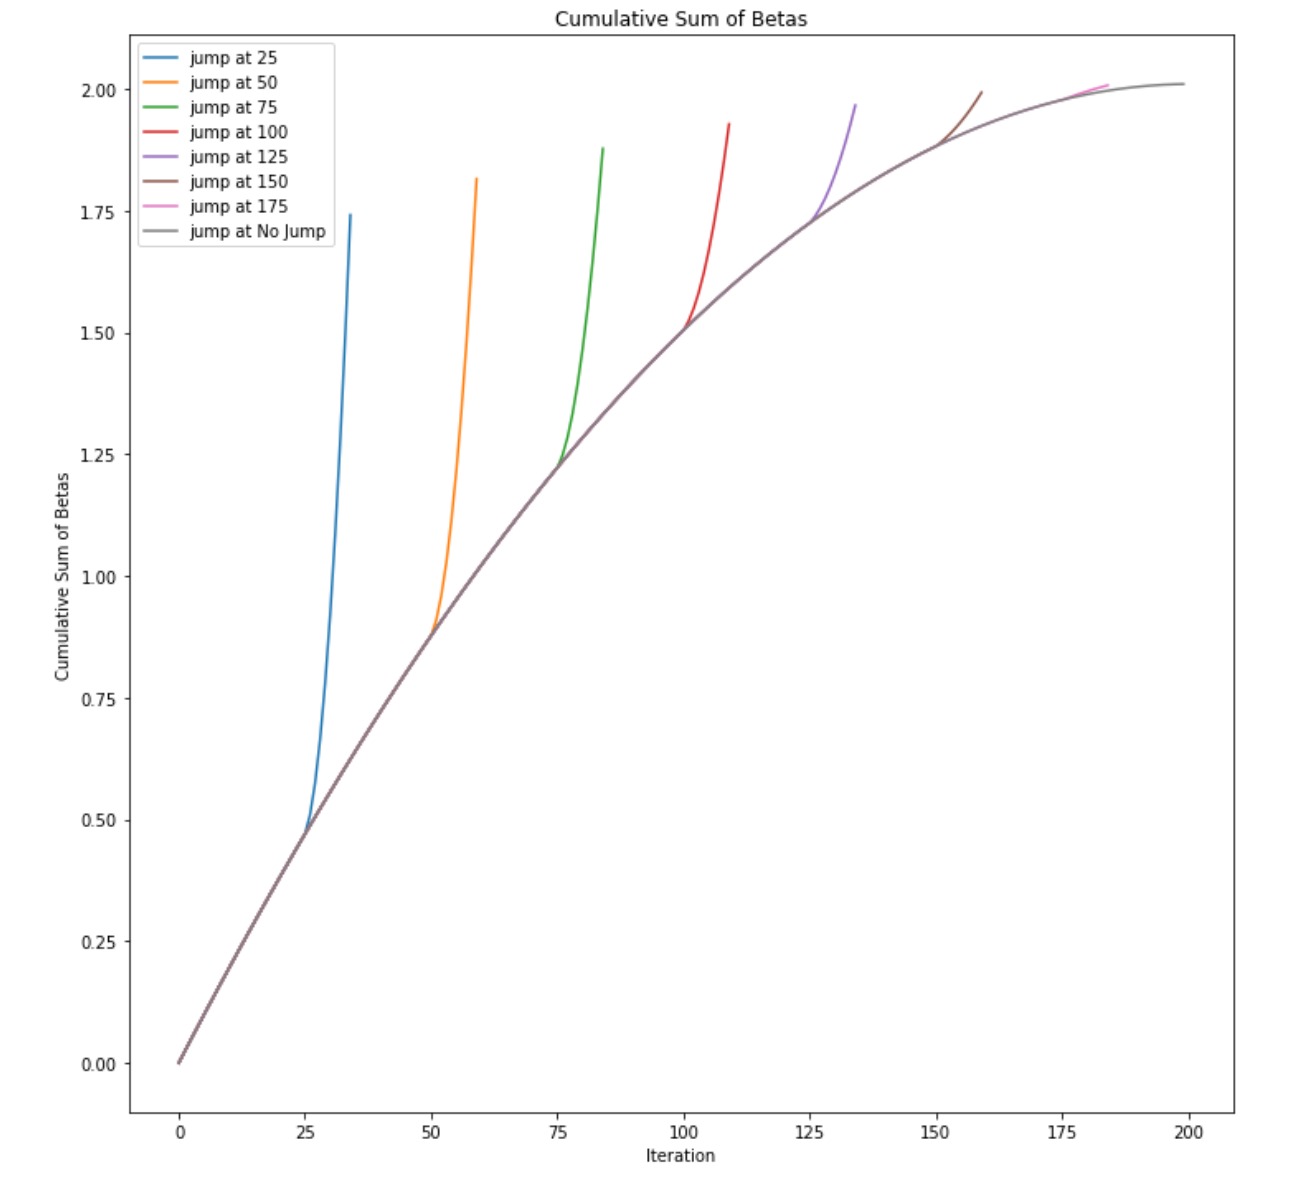 Cumulative Sum of Betas
jump at 25
jump at 50
jump at 75
jump at 100
jump at 125
jump at 150
jump at 175
jump at No Jump
2.00
1.75
1.50
1.25
1.00
0.75
0.50
0.25
0.00
Cumulative Sum of Betas
0 25 50 75 100 125 150 175 200
Iteration